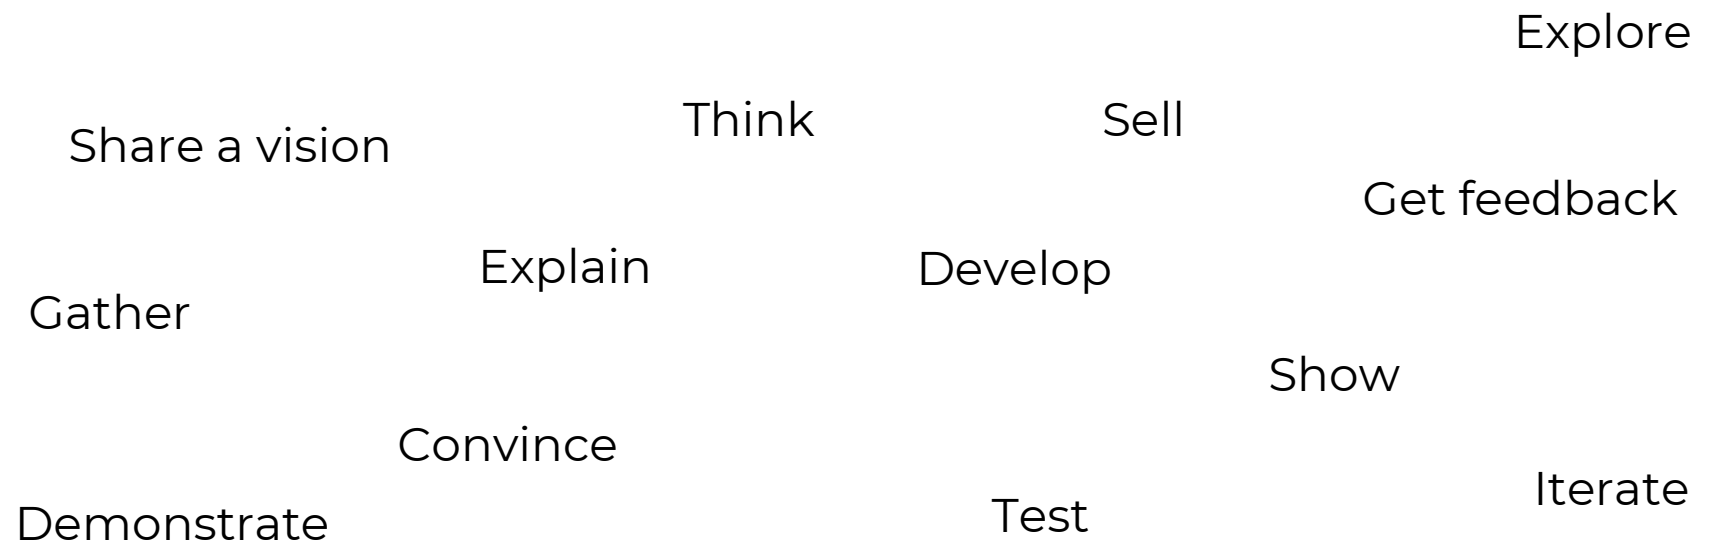 Explore
Think
Sell
Share a vision
Get feedback
Explain
Develop
Gather
Show
Convince
Iterate
Test
Demonstrate